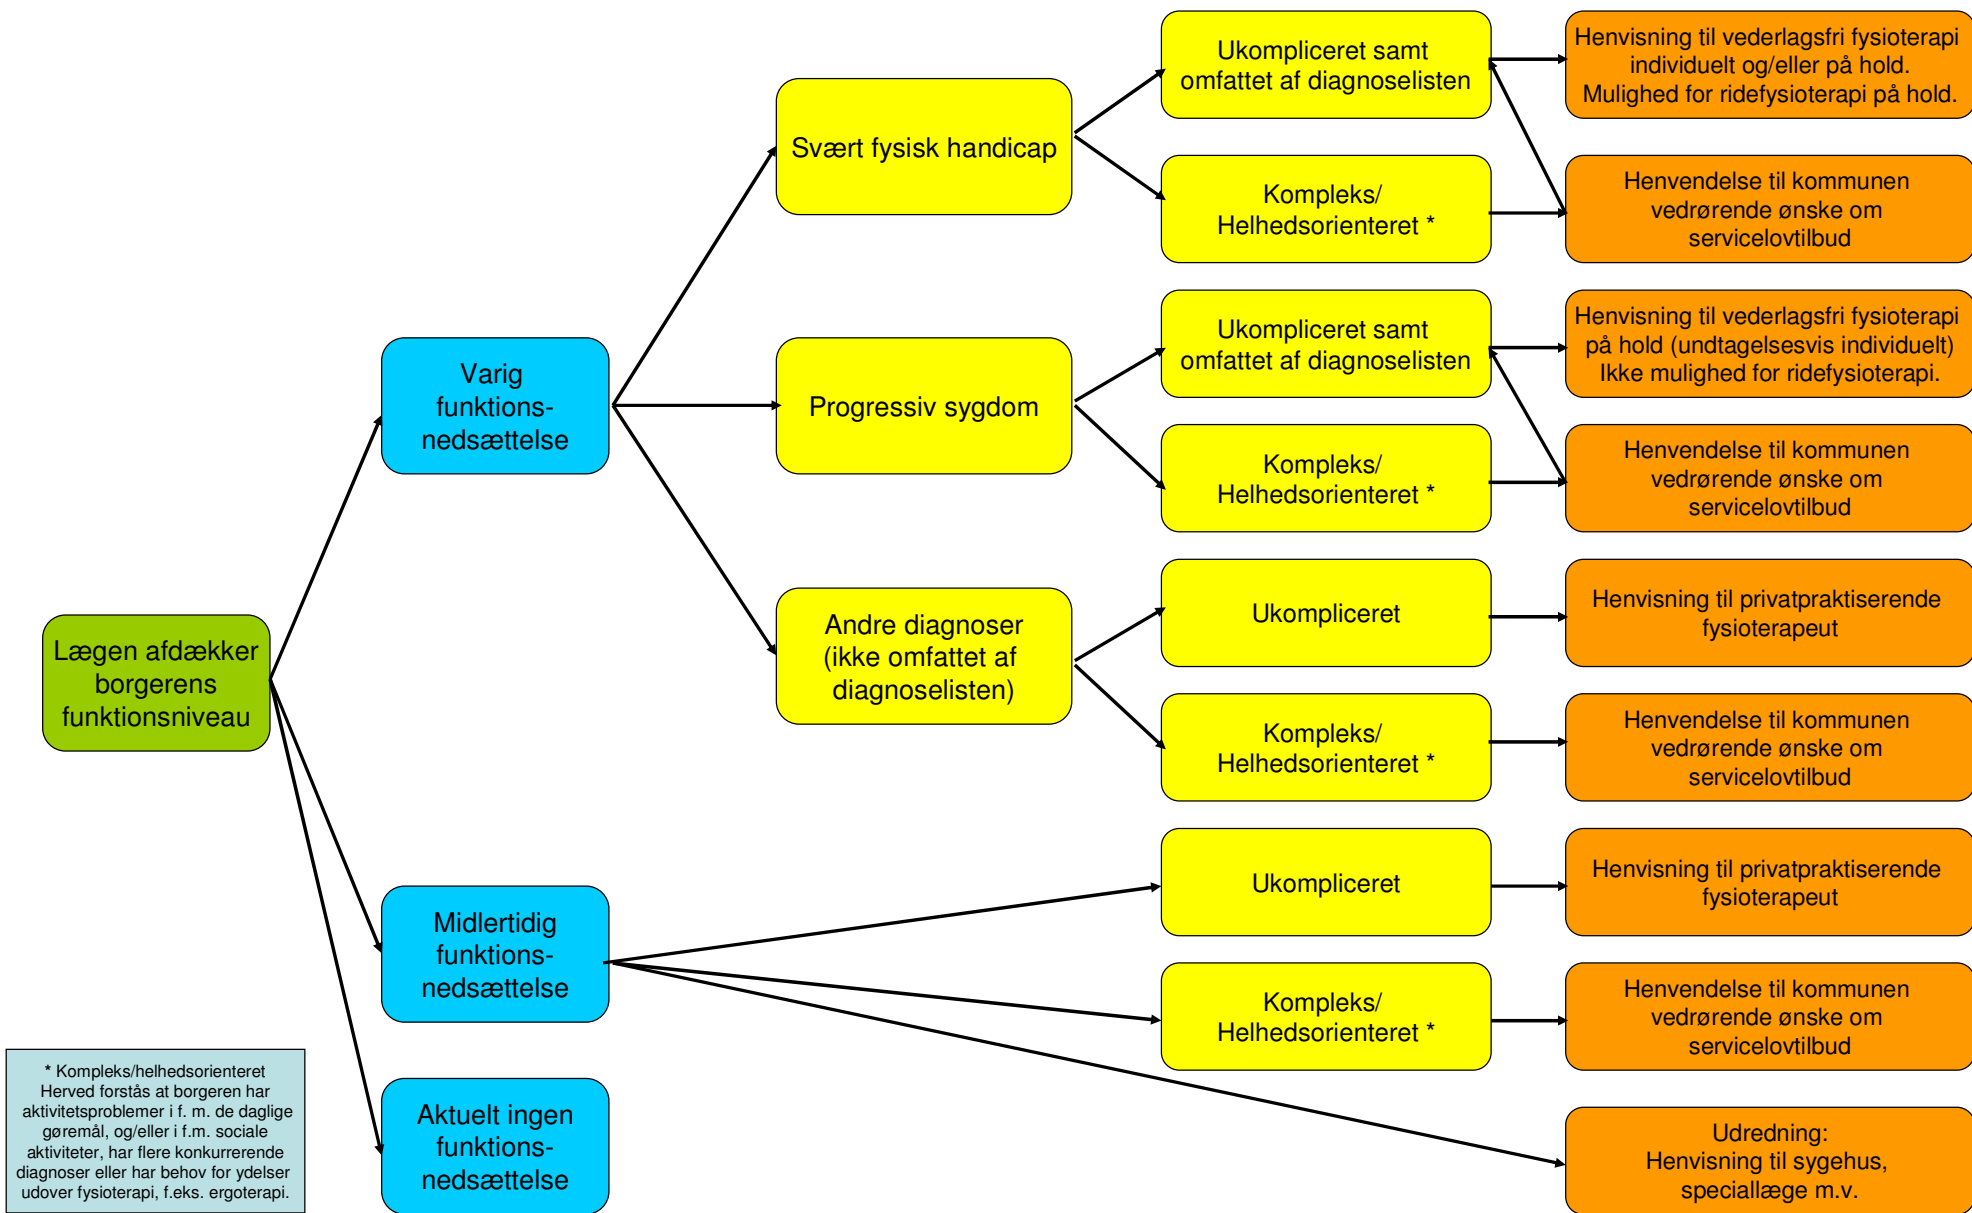 Lægen afdækker
borgerens
funktionsniveau
Varig
funktions-
nedsættelse
Midlertidig
funktions-
nedsættelse
Aktuelt ingen
funktions-
nedsættelse
Svært fysisk handicap
Progressiv sygdom
Andre diagnoser
(ikke omfattet af
diagnoselisten)
Ukompliceret samt
omfattet af diagnoselisten
Kompleks/
Helhedsorienteret *
Ukompliceret samt
omfattet af diagnoselisten
Kompleks/
Helhedsorienteret *
Ukompliceret
Kompleks/
Helhedsorienteret *
Ukompliceret
Kompleks/
Helhedsorienteret *
Henvisning til vederlagsfri fysioterapi
individuelt og/eller på hold.
Mulighed for ridefysioterapi på hold.
Henvendelse til kommunen
vedrørende ønske om
servicelovtilbud
Henvisning til vederlagsfri fysioterapi
på hold (undtagelsesvis individuelt)
Ikke mulighed for ridefysioterapi.
Henvendelse til kommunen
vedrørende ønske om
servicelovtilbud
Henvisning til privatpraktiserende
fysioterapeut
Henvendelse til kommunen
vedrørende ønske om
servicelovtilbud
Henvisning til privatpraktiserende
fysioterapeut
Henvendelse til kommunen
vedrørende ønske om
servicelovtilbud
Udredning:
Henvisning til sygehus,
speciallæge m.v.
* Kompleks/helhedsorienteret
Herved forstås at borgeren har
aktivitetsproblemer i f. m. de daglige
gøremål, og/eller i f.m. sociale
aktiviteter, har flere konkurrerende
diagnoser eller har behov for ydelser
udover fysioterapi, f.eks. ergoterapi.